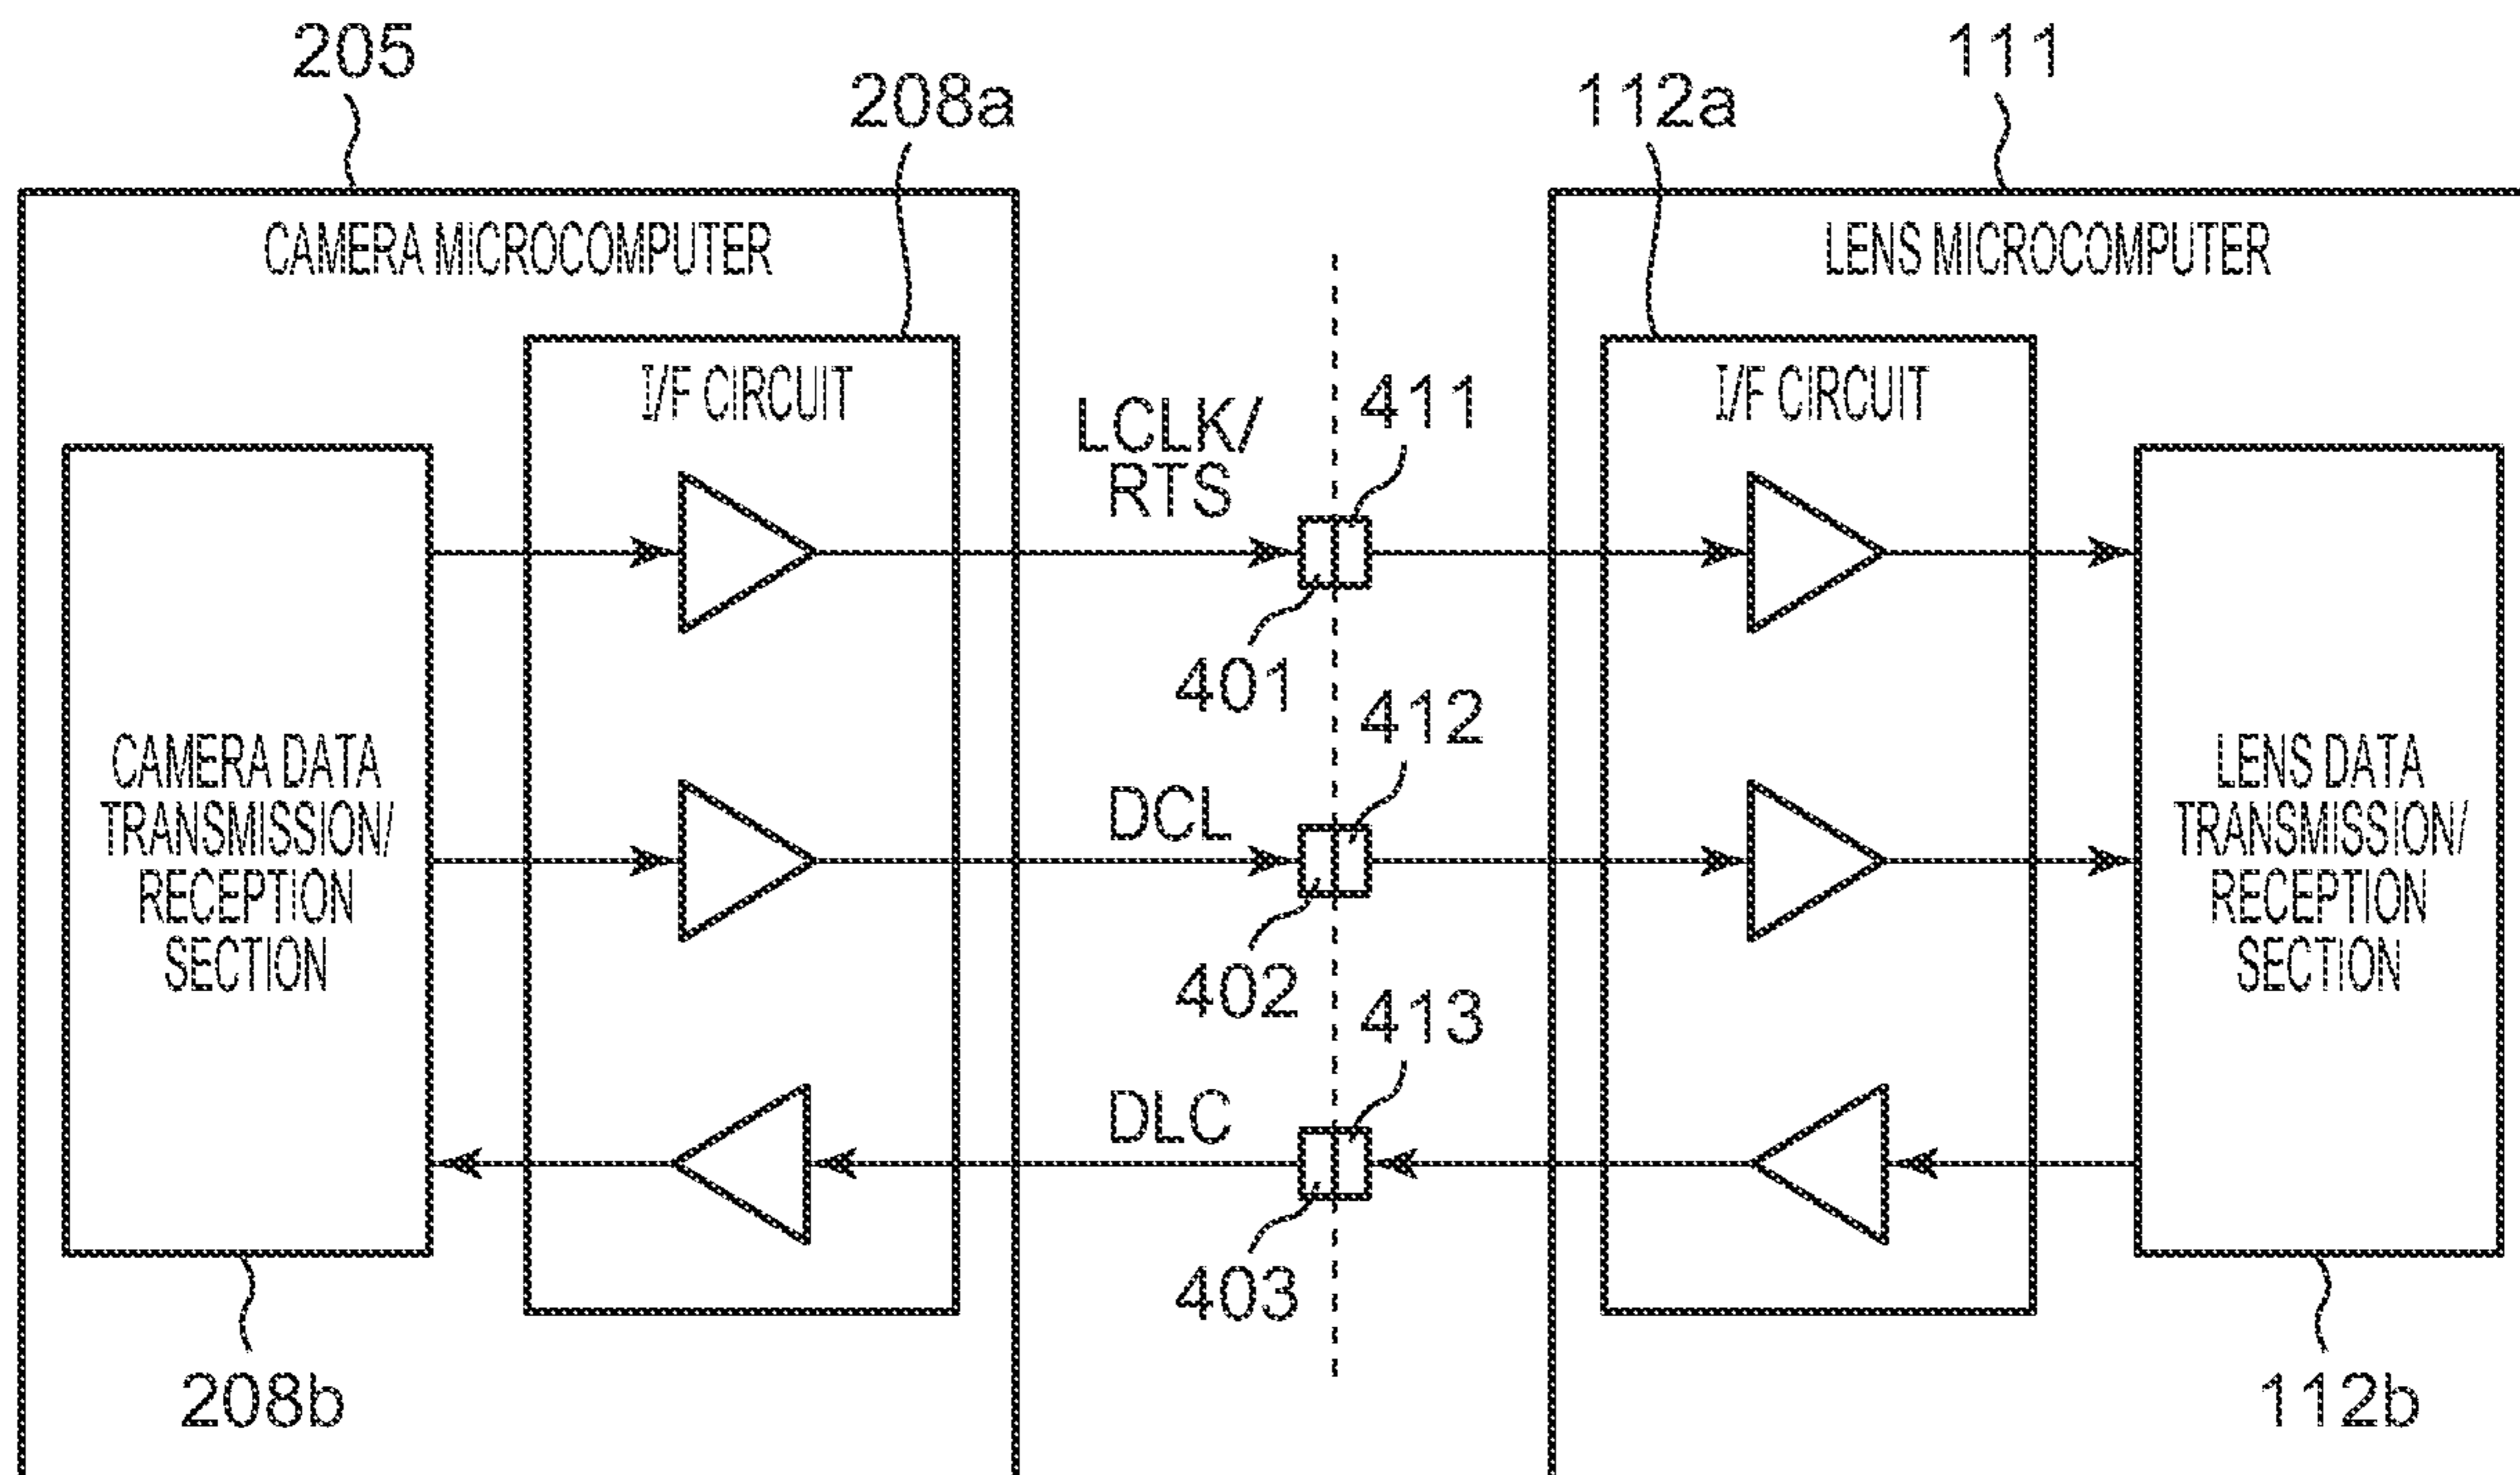 205
111
208a
112a
CAMERA MICROCOMPUTER
LENS MICROCOMPUTER
I/F CIRCUIT
I/F CIRCUIT
LCLK/
RTS
411
401
412
CAMERA DATA
TRANSMISSION/
RECEPTION
SECTION
DCL
LENS DATA
TRANSMISSION/
RECEPTION
SECTION
402
413
DLC
403
208b
112b